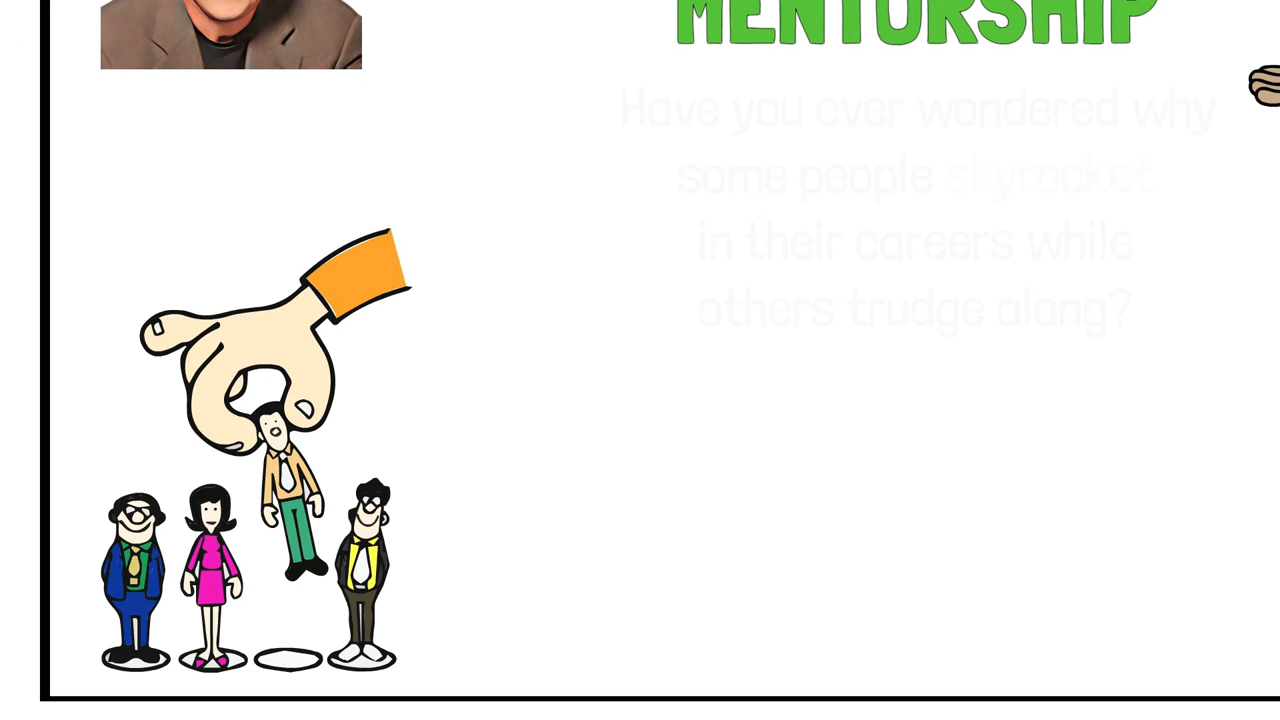 MENTORSHIP
Have you ever wondered why
some people skyrocket
in their careers while
others trudge along?